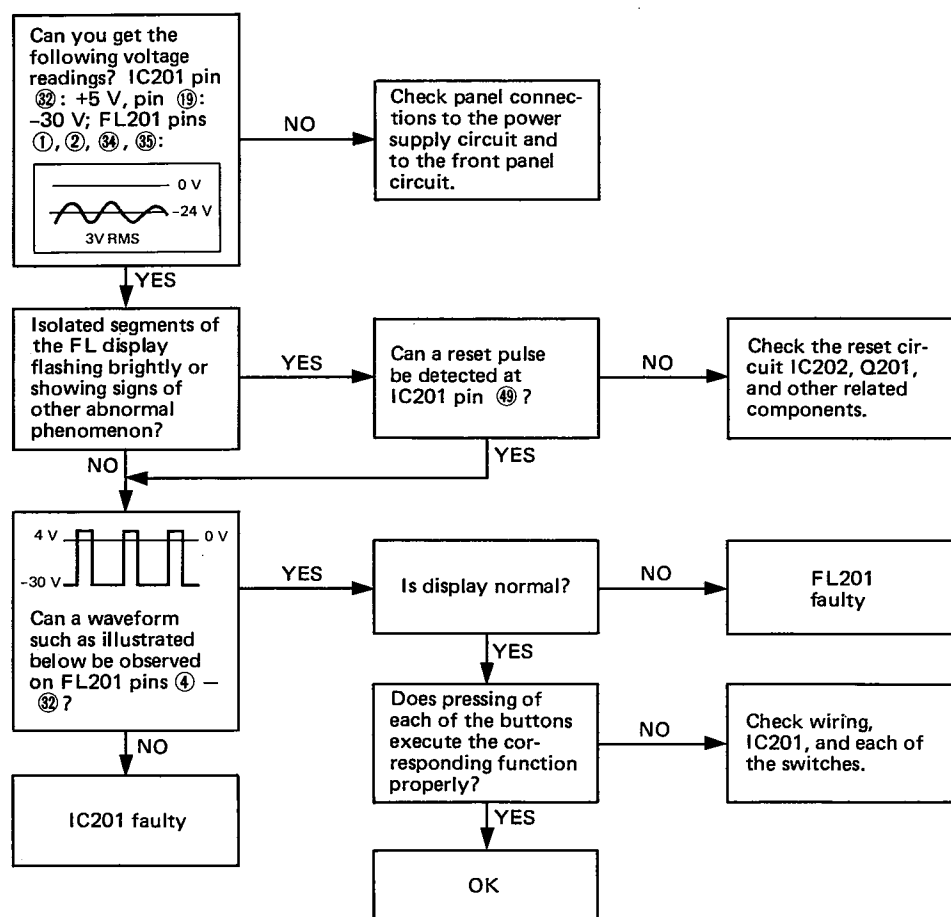 Can you get the
following voltage
readings? IC201 pin
㉜: +5 V, pin ⑲:
–30 V; FL201 pins
①, ②, ㉞, ㉟:
0 V
–24 V
3V RMS
NO
Check panel connec-
tions to the power
supply circuit and
to the front panel
circuit.
YES
Isolated segments of
the FL display
flashing brightly or
showing signs of
other abnormal
phenomenon?
YES
Can a reset pulse
be detected at
IC201 pin ㊾ ?
NO
Check the reset cir-
cuit IC202, Q201,
and other related
components.
NO
YES
4 V
0 V
–30 V
Can a waveform
such as illustrated
below be observed
on FL201 pins ④ –
㉜ ?
YES
Is display normal?
NO
FL201
faulty
YES
NO
Does pressing of
each of the buttons
execute the cor-
responding function
properly?
NO
Check wiring,
IC201, and each of
the switches.
IC201 faulty
YES
OK